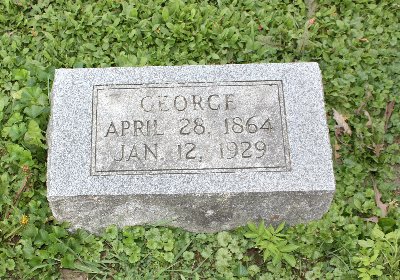 GEORGE
APRIL 28, 1864
JAN. 12, 1929